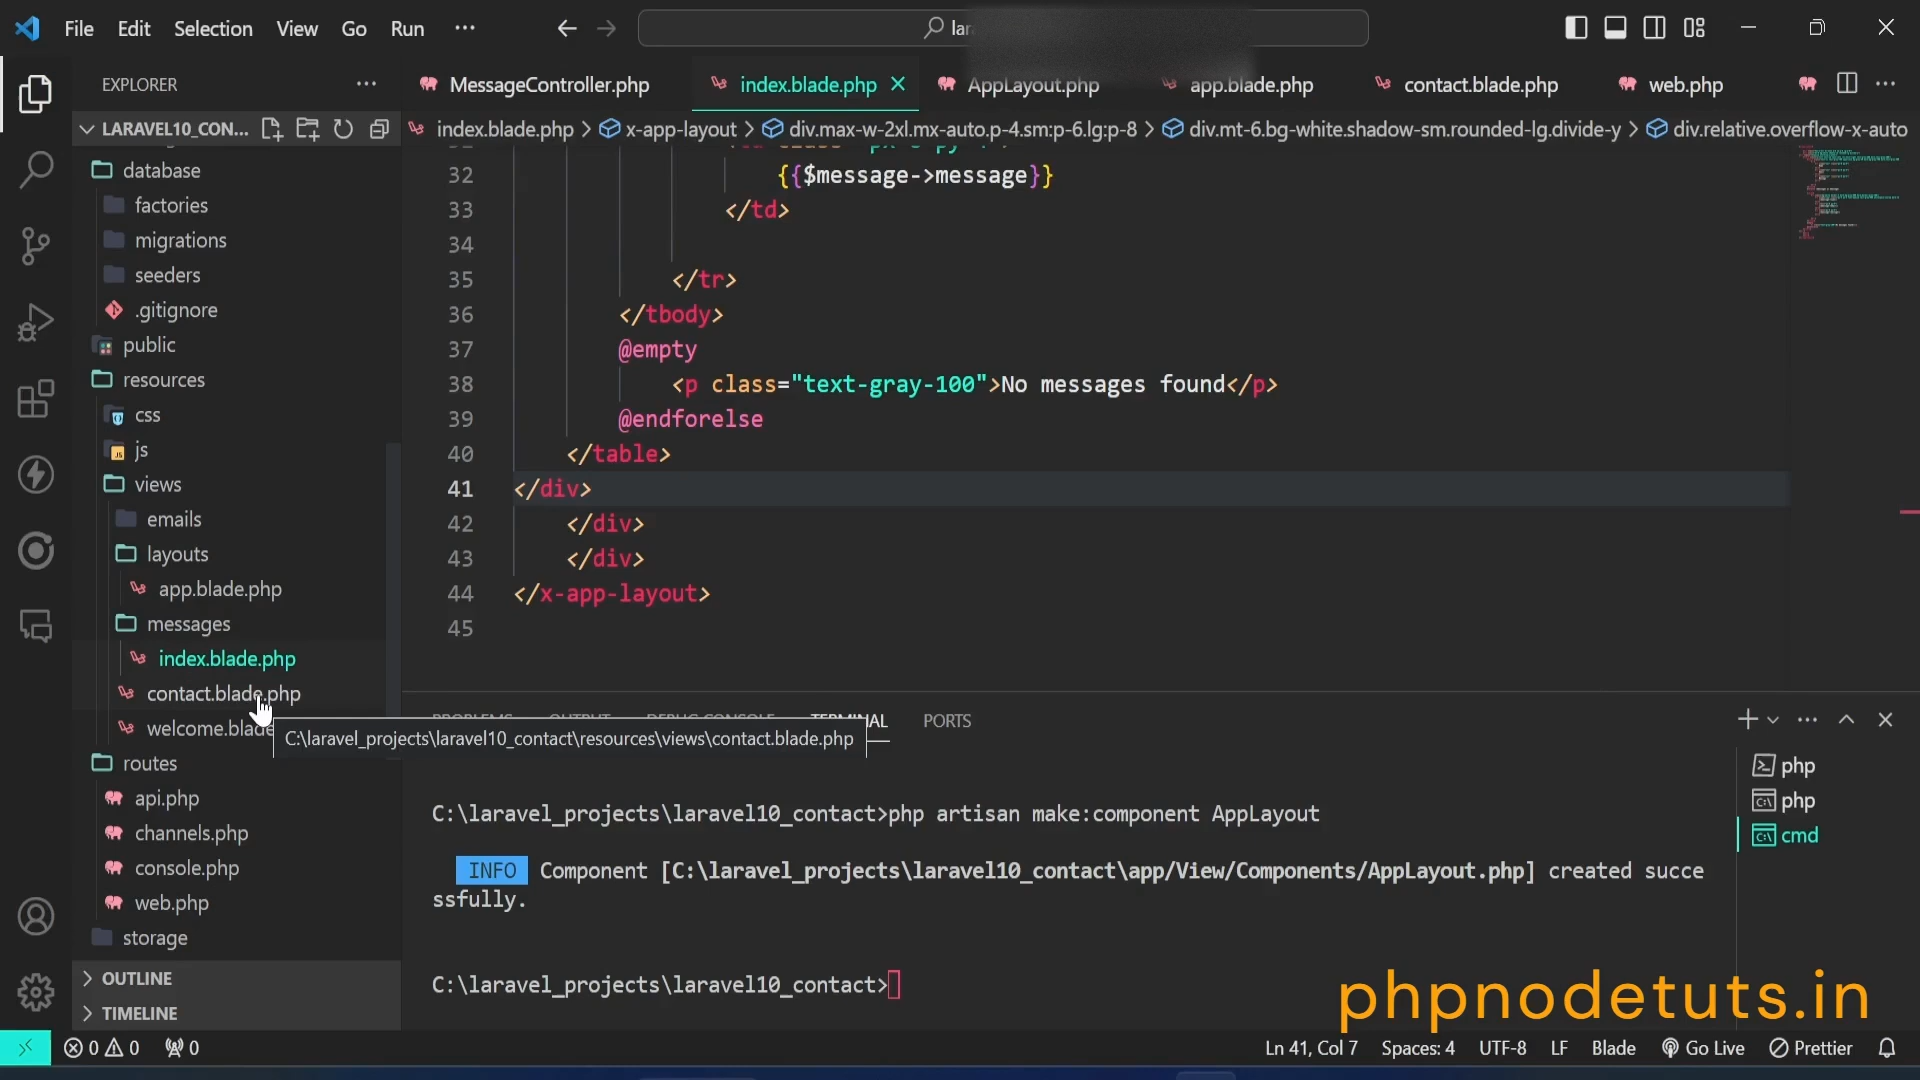 File Edit Selection View Go Run ···
EXPLORER
MessageController.php index.blade.php AppLayout.php app.blade.php contact.blade.php web.php
LARAVEL10_CON...
index.blade.php > x-app-layout > div.max-w-2xl.mx-auto.p-4.sm:p-6.lg:p-8 > div.mt-6.bg-white.shadow-sm.rounded-lg.divide-y > div.relative.overflow-x-auto
database
factories
migrations
seeders
.gitignore
public
resources
css
js
views
emails
layouts
app.blade.php
messages
index.blade.php
contact.blade.php
welcome.blade
routes
api.php
channels.php
console.php
web.php
storage
OUTLINE
TIMELINE
32 {{$message->message}}
33 </td>
34
35 </tr>
36 </tbody>
37 @empty
38 <p class="text-gray-100">No messages found</p>
39 @endforelse
40 </table>
41 </div>
42 </div>
43 </div>
44 </x-app-layout>
45
PROBLEMS OUTPUT DEBUG CONSOLE TERMINAL PORTS
C:\laravel_projects\laravel10_contact\resources\views\contact.blade.php
C:\laravel_projects\laravel10_contact>php artisan make:component AppLayout
INFO Component [C:\laravel_projects\laravel10_contact\app/View/Components/AppLayout.php] created succe
ssfully.
C:\laravel_projects\laravel10_contact>
php
php
cmd
phpnodetuts.in
0 0 0 Ln 41, Col 7 Spaces: 4 UTF-8 LF Blade Go Live Prettier